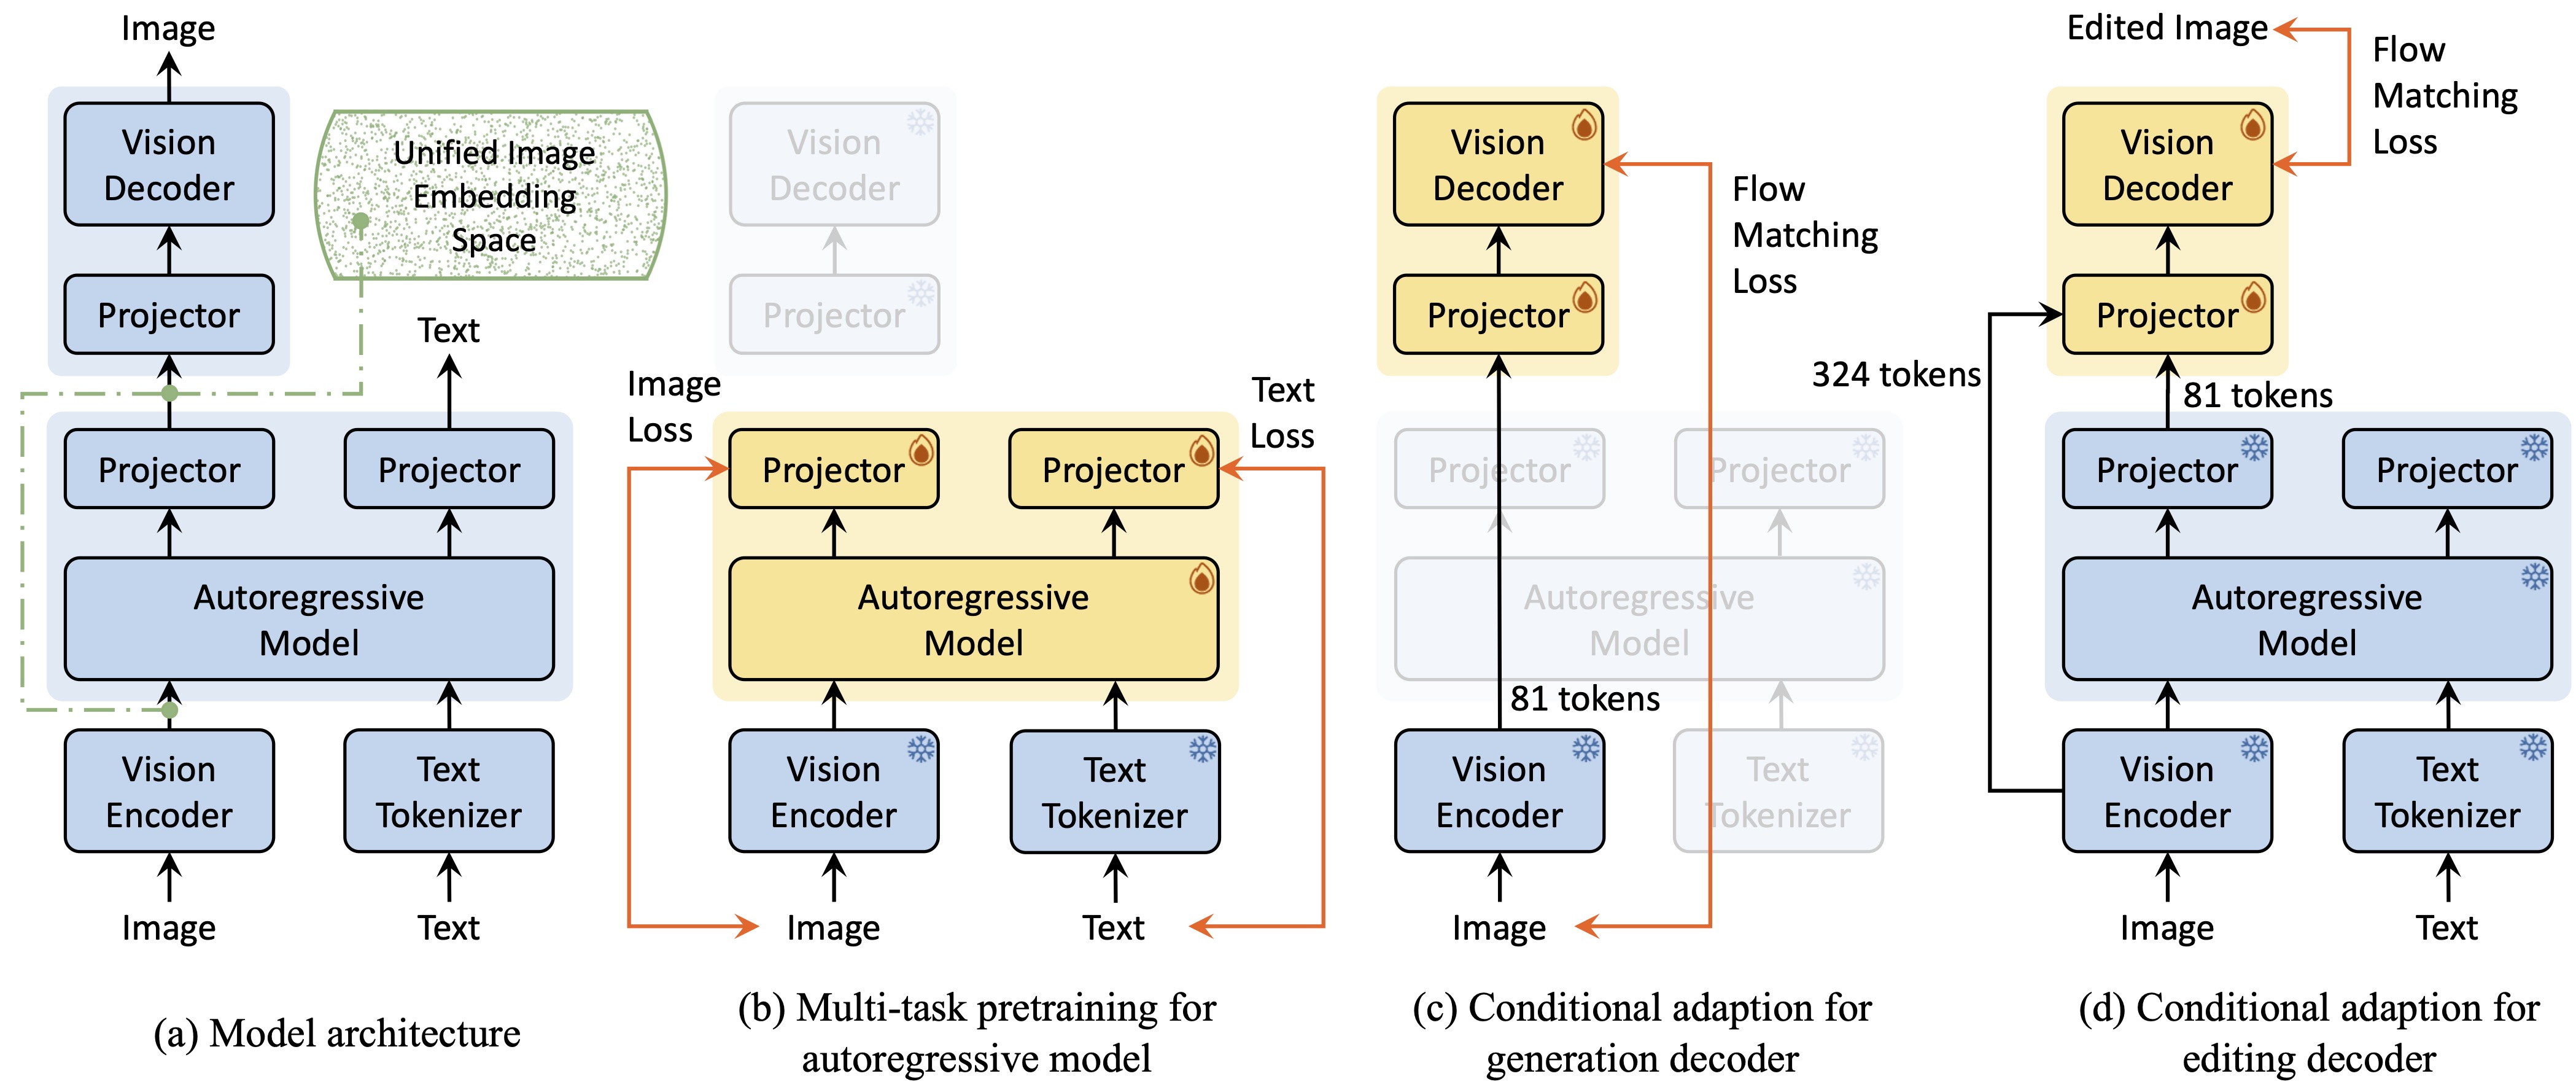 Image
Vision
Decoder
Projector
Unified Image
Embedding
Space
Text
Projector
Projector
Autoregressive
Model
Vision
Encoder
Text
Tokenizer
Image
Text
(a) Model architecture
Vision
Decoder
Projector
Image
Loss
Text
Loss
Projector
Projector
Autoregressive
Model
Vision
Encoder
Text
Tokenizer
Image
Text
(b) Multi-task pretraining for
autoregressive model
Vision
Decoder
Projector
Flow
Matching
Loss
Projector
Projector
Autoregressive
Model
81 tokens
Vision
Encoder
Text
Tokenizer
Image
(c) Conditional adaption for
generation decoder
Edited Image
Flow
Matching
Loss
Vision
Decoder
Projector
324 tokens
81 tokens
Projector
Projector
Autoregressive
Model
Vision
Encoder
Text
Tokenizer
Image
Text
(d) Conditional adaption for
editing decoder